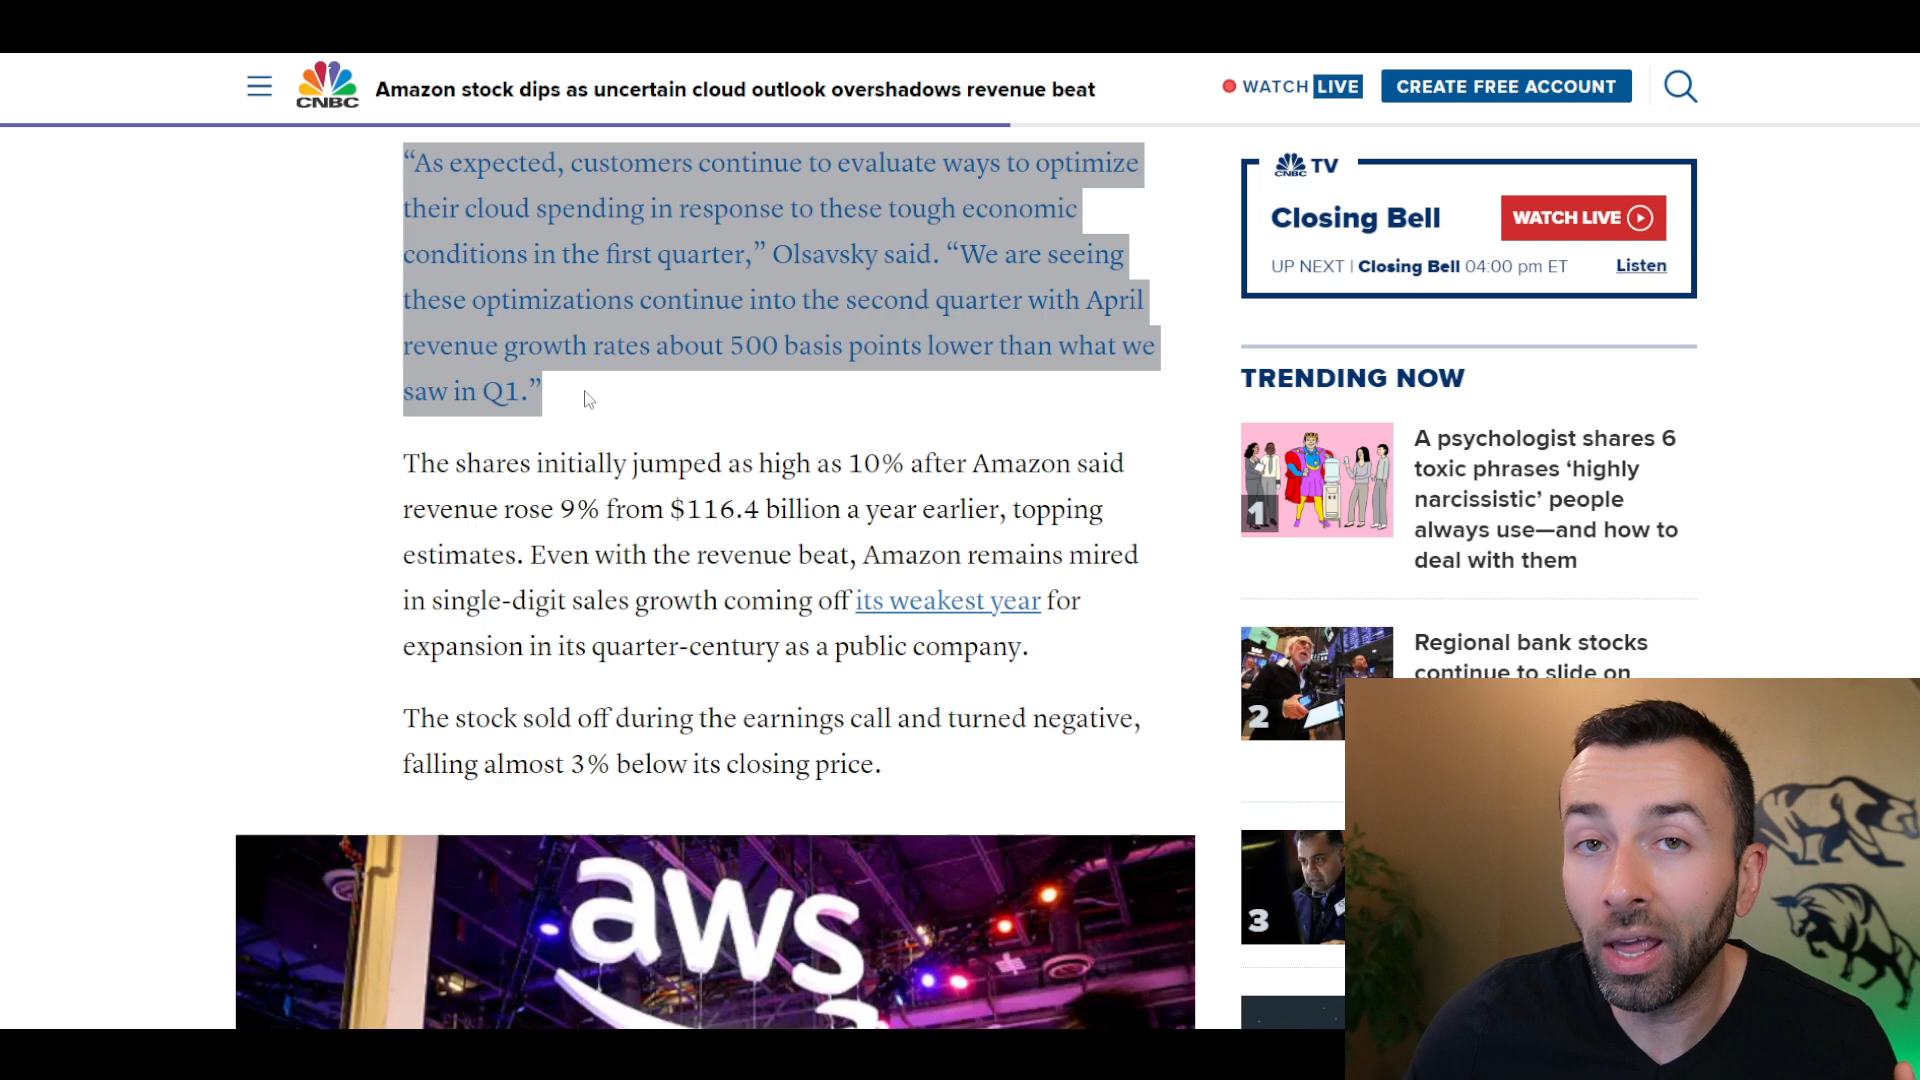 CNBC
Amazon stock dips as uncertain cloud outlook overshadows revenue beat
WATCH LIVE
CREATE FREE ACCOUNT
“As expected, customers continue to evaluate ways to optimize
their cloud spending in response to these tough economic
conditions in the first quarter,” Olsavsky said. “We are seeing
these optimizations continue into the second quarter with April
revenue growth rates about 500 basis points lower than what we
saw in Q1.”
The shares initially jumped as high as 10% after Amazon said
revenue rose 9% from $116.4 billion a year earlier, topping
estimates. Even with the revenue beat, Amazon remains mired
in single-digit sales growth coming off its weakest year for
expansion in its quarter-century as a public company.
The stock sold off during the earnings call and turned negative,
falling almost 3% below its closing price.
aws
CNBC TV
Closing Bell
WATCH LIVE
UP NEXT | Closing Bell 04:00 pm ET
Listen
TRENDING NOW
1
A psychologist shares 6
toxic phrases ‘highly
narcissistic’ people
always use—and how to
deal with them
2
Regional bank stocks
continue to slide on
3